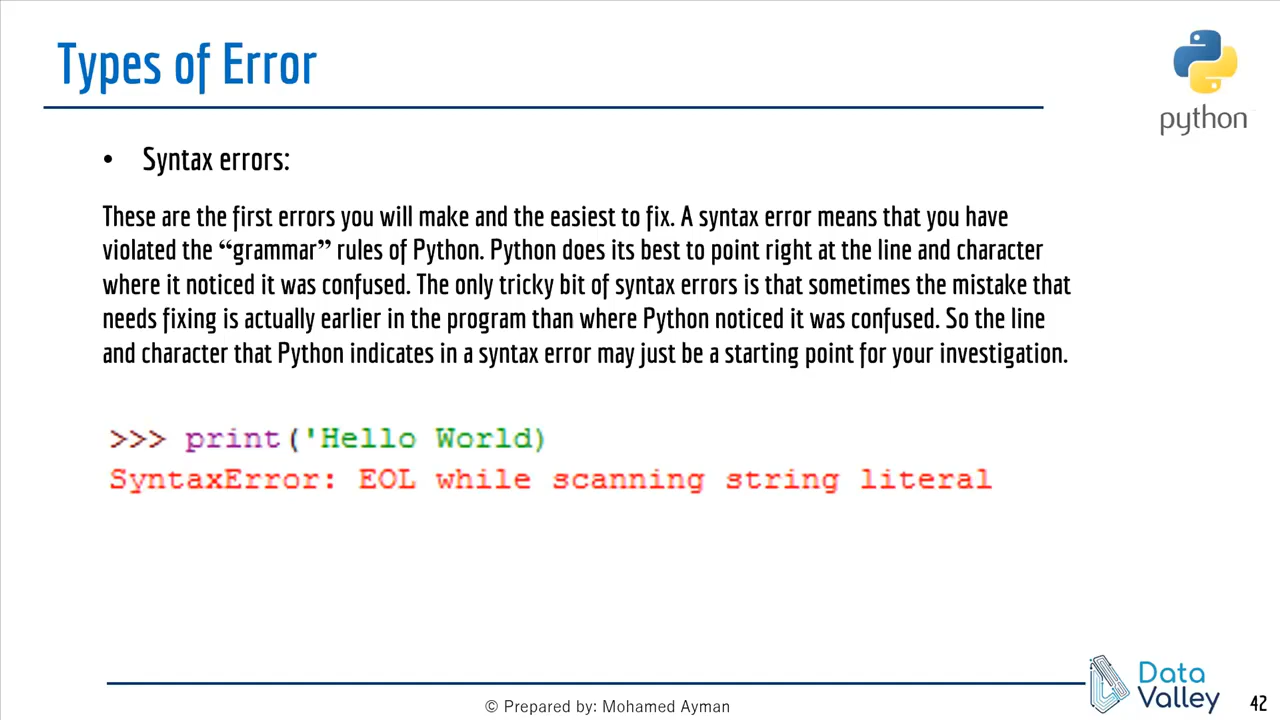 Types of Error
python
• Syntax errors:
These are the first errors you will make and the easiest to fix. A syntax error means that you have
violated the “grammar” rules of Python. Python does its best to point right at the line and character
where it noticed it was confused. The only tricky bit of syntax errors is that sometimes the mistake that
needs fixing is actually earlier in the program than where Python noticed it was confused. So the line
and character that Python indicates in a syntax error may just be a starting point for your investigation.
>>> print('Hello World)
SyntaxError: EOL while scanning string literal
© Prepared by: Mohamed Ayman
Data
Valley
42